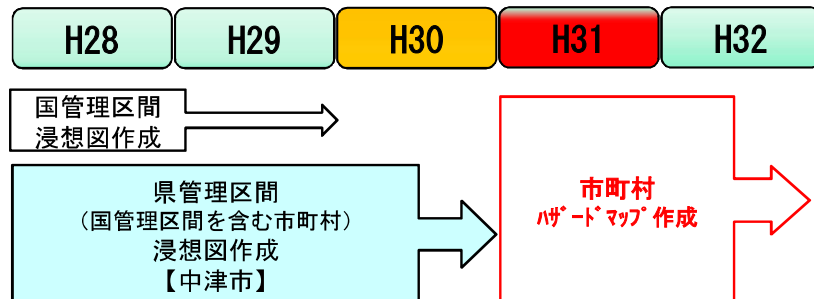 H28 H29 H30 H31 H32
国管理区間
浸想図作成
県管理区間
（国管理区間を含む市町村）
浸想図作成
【中津市】
市町村
ﾊｻﾞｰﾄﾞﾏｯﾌﾟ作成